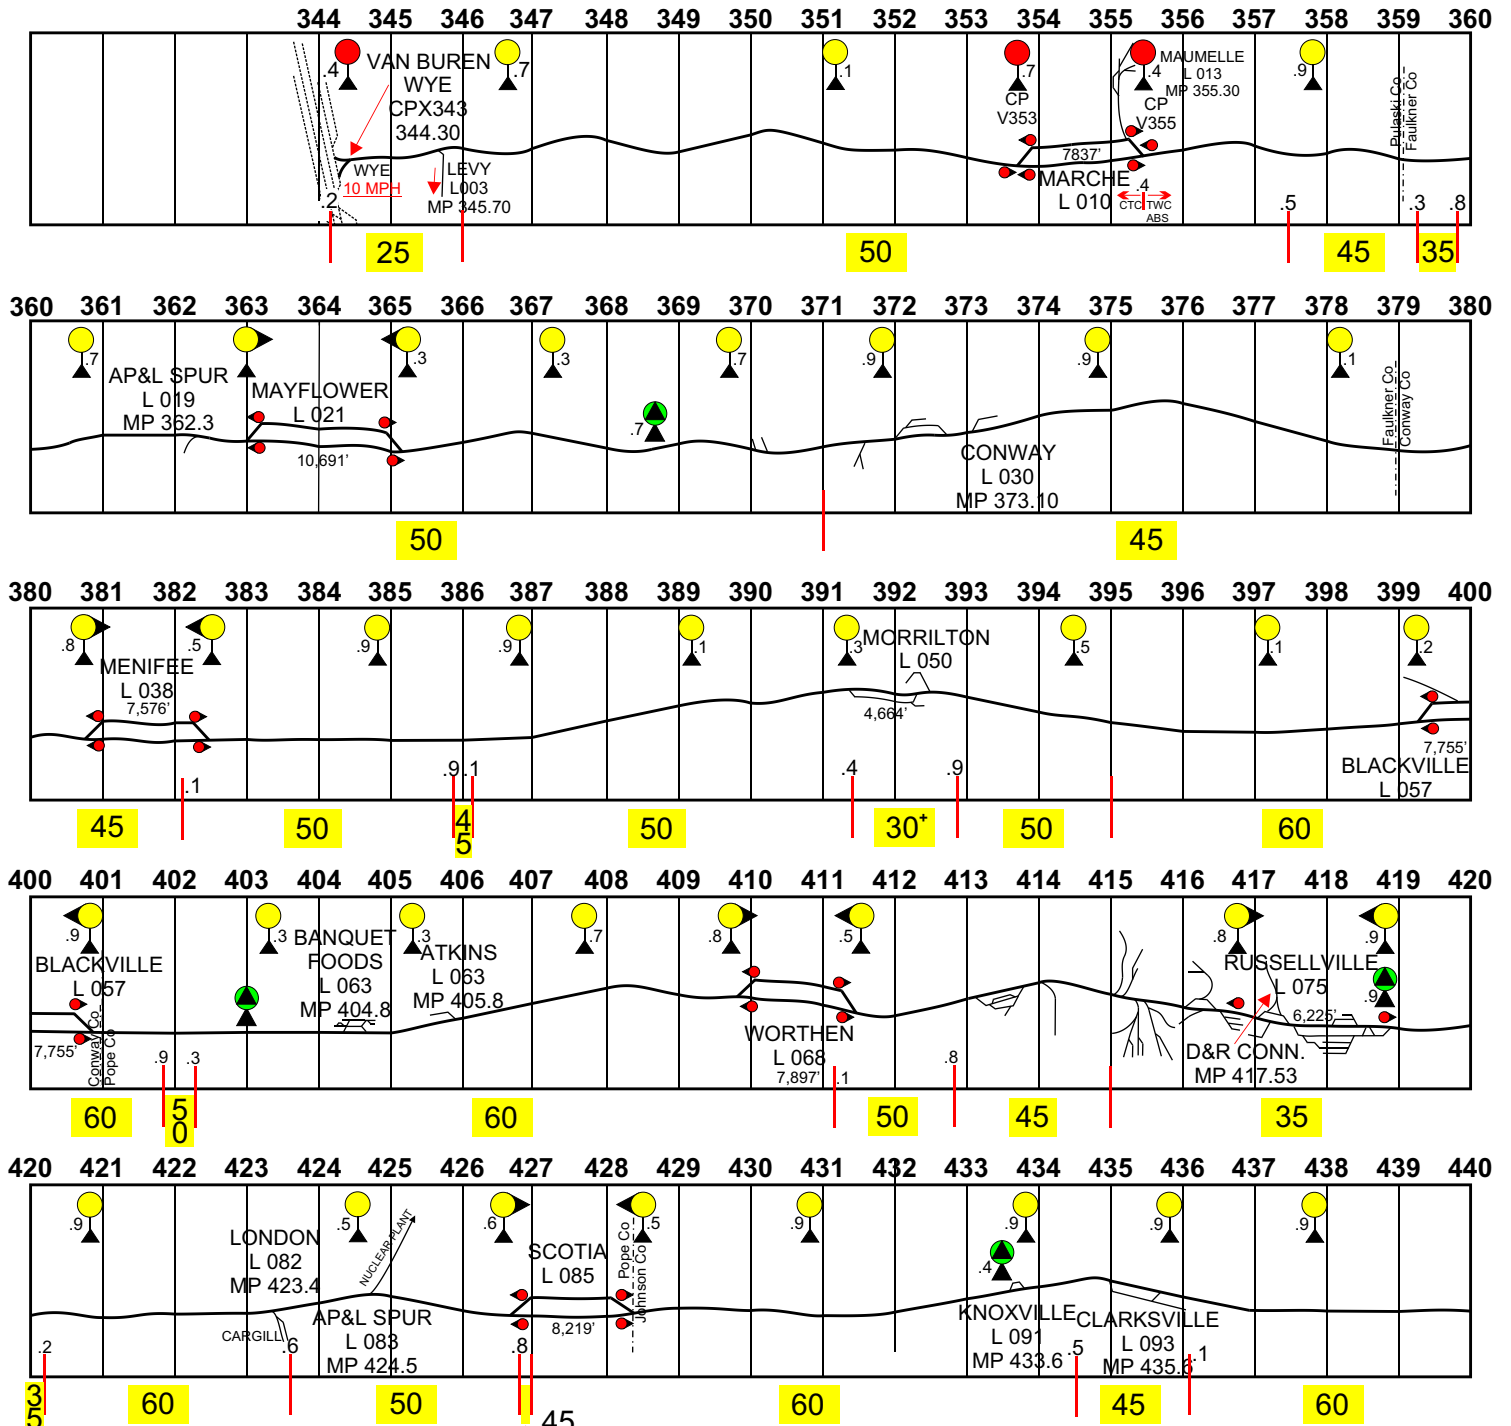 344 345 346 347 348 349 350 351 352 353 354 355 356 357 358 359 360
.4 .7 .1 .7 .4 .9
VAN BUREN
WYE
CPX343
344.30
WYE
10 MPH
.2
LEVY
L003
MP 345.70
CP
V353
MAUMELLE
L 013
MP 355.30
CP
V355
7837'
MARCHE
L 010
.4
CTC TWC
ABS
Pulaski Co
Faulkner Co
.5 .3 .8
25 50 45 35
360 361 362 363 364 365 366 367 368 369 370 371 372 373 374 375 376 377 378 379 380
.7 .3 .3 .7 .9 .9 .1
AP&L SPUR
L 019
MP 362.3
MAYFLOWER
L 021
10,691'
.7
CONWAY
L 030
MP 373.10
Faulkner Co
Conway Co
50 45
380 381 382 383 384 385 386 387 388 389 390 391 392 393 394 395 396 397 398 399 400
.8 .5 .9 .9 .1 .3 .5 .1 .2
MENIFEE
L 038
7,576'
MORRILTON
L 050
4,664'
7,755'
BLACKVILLE
L 057
.1 .9 .1 .4 .9
45 50 45 50 30+ 50 60
400 401 402 403 404 405 406 407 408 409 410 411 412 413 414 415 416 417 418 419 420
.9 .3 .3 .7 .8 .5 .8 .9
BLACKVILLE
L 057
7,755'
Conway Co
Pope Co
BANQUET
FOODS
L 063
MP 404.8
ATKINS
L 063
MP 405.8
WORTHEN
L 068
7,897'
RUSSELLVILLE
L 075
.9
6,225'
D&R CONN.
MP 417.53
.9 .3 .1 .8
60 50 60 50 45 35
420 421 422 423 324 425 426 427 428 429 430 431 432 433 434 435 436 437 438 439 440
.9 .5 .6 .5 .9 .9 .9 .9
LONDON
L 082
MP 423.4
CARGILL
NUCLEAR PLANT
AP&L SPUR
L 083
MP 424.5
SCOTIA
L 085
8,219'
Pope Co
Johnson Co
.4
KNOXVILLE
L 091
MP 433.6
CLARKSVILLE
L 093
MP 435.6
.2 .6 .8 .5 .1
35 60 50 45 60 45 60